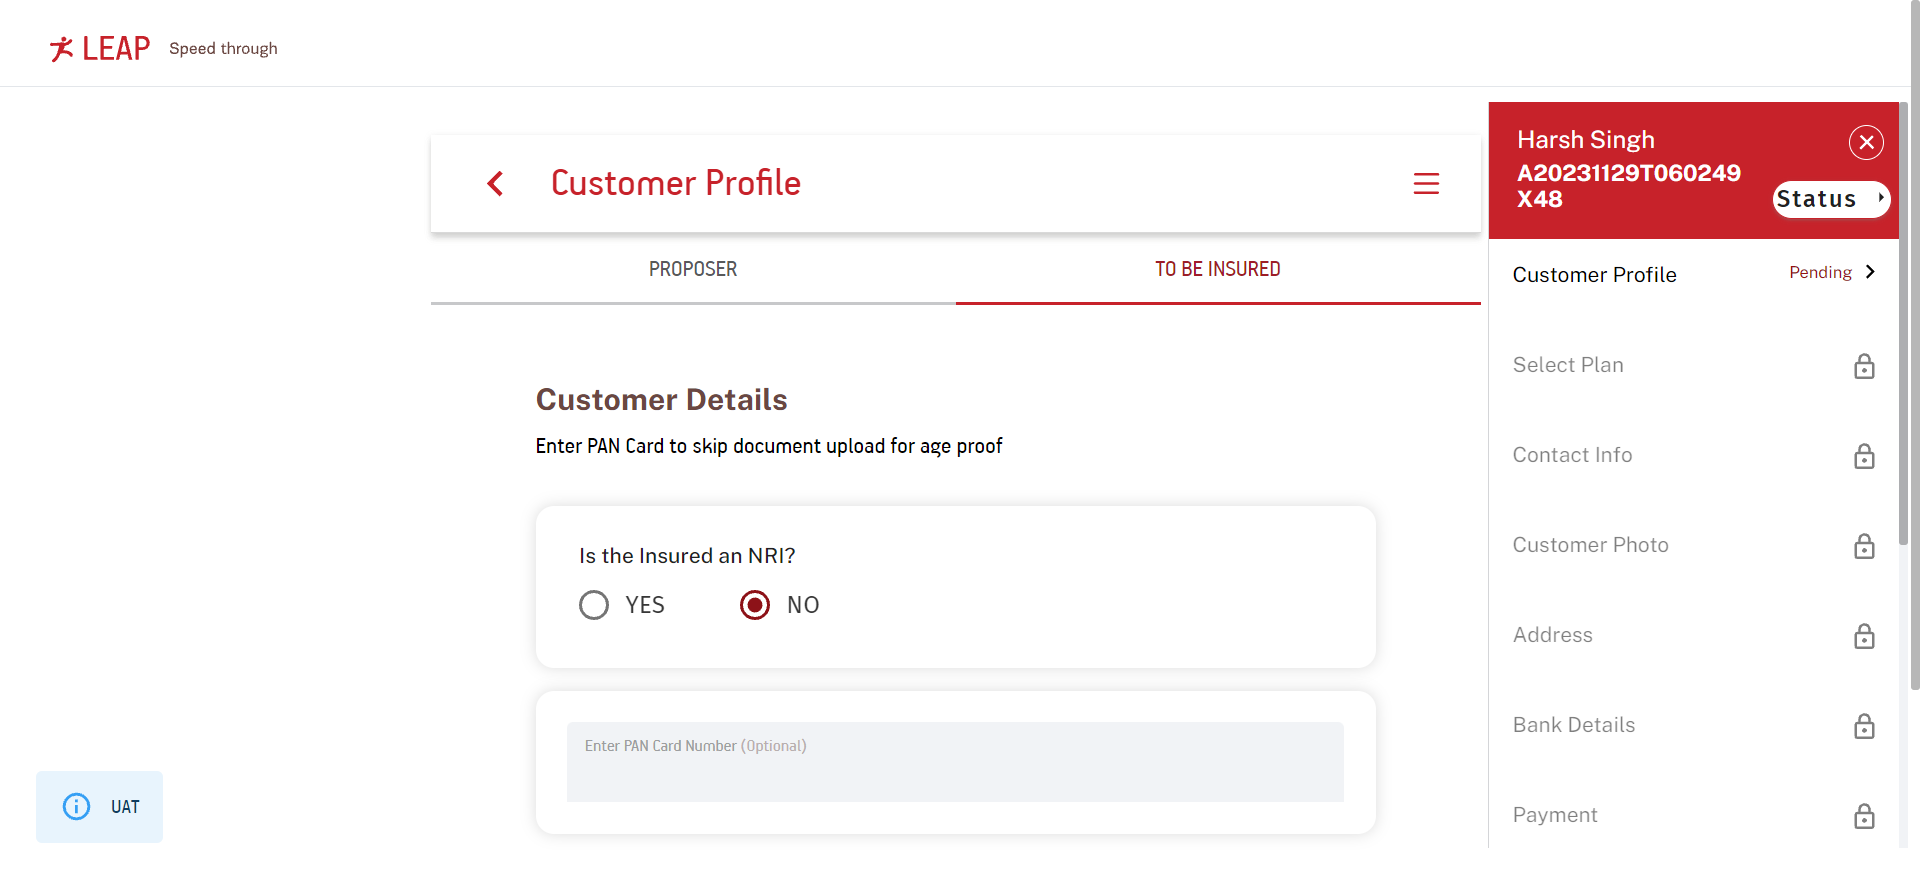 LEAP Speed through
Customer Profile
PROPOSER TO BE INSURED
Customer Details
Enter PAN Card to skip document upload for age proof
Is the Insured an NRI?
YES NO
Enter PAN Card Number (Optional)
UAT
Harsh Singh
A20231129T060249
X48
Status
Customer Profile Pending
Select Plan
Contact Info
Customer Photo
Address
Bank Details
Payment